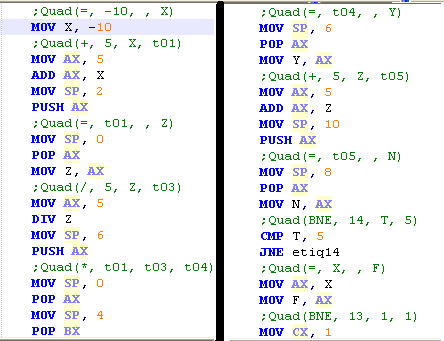 ;Quad(=, -10, , X)
MOV X, -10
;Quad(+, 5, X, t01)
MOV AX, 5
ADD AX, X
MOV SP, 2
PUSH AX
;Quad(=, t01, , Z)
MOV SP, 0
POP AX
MOV Z, AX
;Quad(/, 5, Z, t03)
MOV AX, 5
DIV Z
MOV SP, 6
PUSH AX
;Quad(*, t01, t03, t04)
MOV SP, 0
POP AX
MOV SP, 4
POP BX
;Quad(=, t04, , Y)
MOV SP, 6
POP AX
MOV Y, AX
;Quad(+, 5, Z, t05)
MOV AX, 5
ADD AX, Z
MOV SP, 10
PUSH AX
;Quad(=, t05, , N)
MOV SP, 8
POP AX
MOV N, AX
;Quad(BNE, 14, T, 5)
CMP T, 5
JNE etiq14
;Quad(=, X, , F)
MOV AX, X
MOV F, AX
;Quad(BNE, 13, 1, 1)
MOV CX, 1